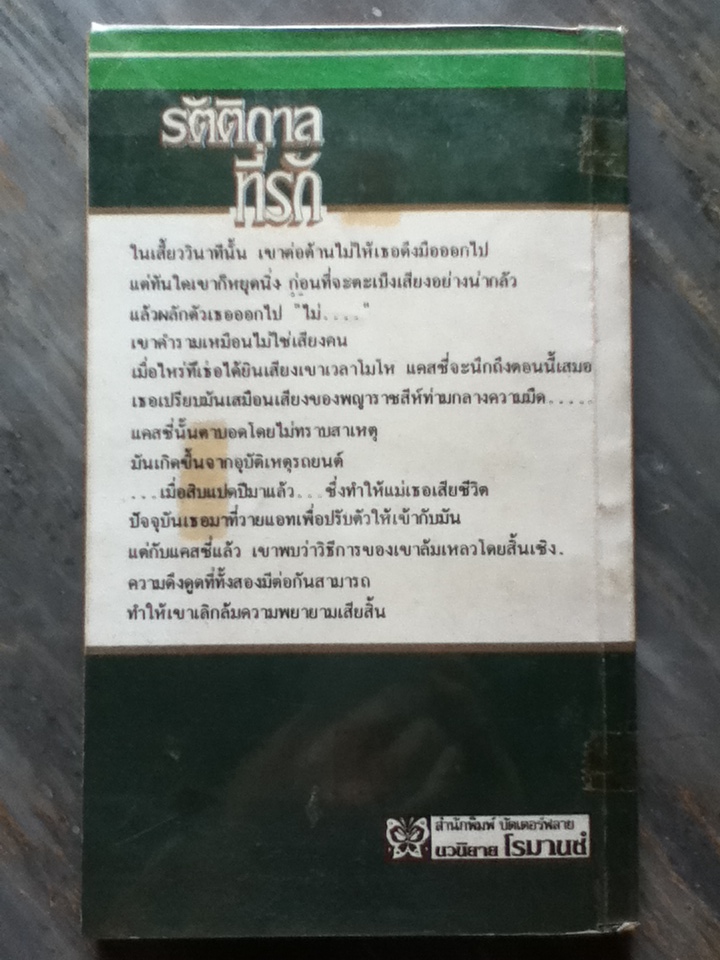 รัตติกาล
ที่รัก
ในเสี้ยววินาทีนั้น เขาต่อต้านไม่ให้เธอดึงมือออกไป
แต่ทันใดเขาก็หยุดนิ่ง ก่อนที่จะตะเบ็งเสียงอย่างน่ากลัว
แล้วผลักตัวเธอออกไป "ไม่...."
เขาคำรามเหมือนไม่ใช่เสียงคน
เมื่อไหร่ที่เธอได้ยินเสียงเขาเวลาโมโห แคสซี่จะนึกถึงตอนนี้เสมอ
เธอเปรียบมันเสมือนเสียงของพญาราชสีห์ท่ามกลางความมืด.....
แคสซี่นั้นตาบอดโดยไม่ทราบสาเหตุ
มันเกิดขึ้นจากอุบัติเหตุรถยนต์
...เมื่อสิบแปดปีมาแล้ว...ซึ่งทำให้แม่เธอเสียชีวิต
ปัจจุบันเธอมาที่วายแอทเพื่อปรับตัวให้เข้ากับมัน
แต่กับแคสซี่แล้ว เขาพบว่าวิธีการของเขาล้มเหลวโดยสิ้นเชิง.
ความดึงดูดที่ทั้งสองมีต่อกันสามารถ
ทำให้เขาเลิกล้มความพยายามเสียสิ้น
สำนักพิมพ์ บัตเตอร์ฟลาย
นวนิยาย โรมานซ์